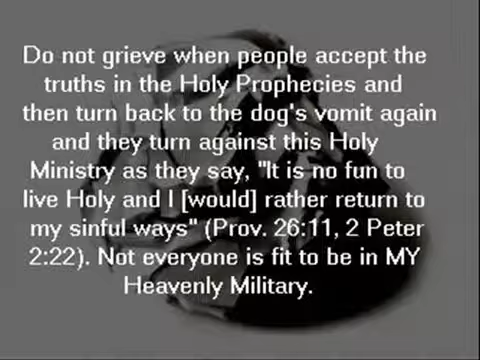 Do not grieve when people accept the
truths in the Holy Prophecies and
then turn back to the dog's vomit again
and they turn against this Holy
Ministry as they say, "It is no fun to
live Holy and I [would] rather return to
my sinful ways" (Prov. 26:11, 2 Peter
2:22). Not everyone is fit to be in MY
Heavenly Military.